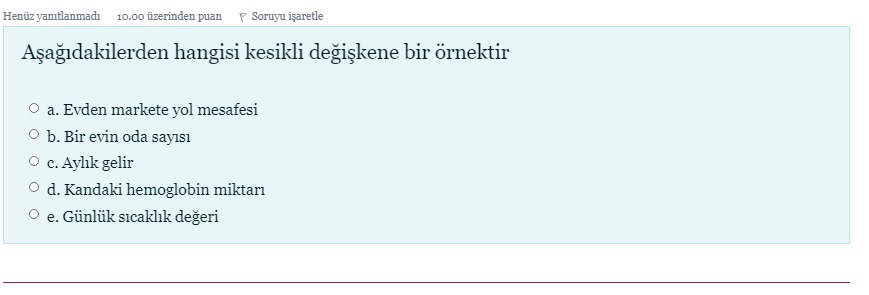 Henüz yanıtlanmadı 10.00 üzerinden puan Soruyu işaretle
Aşağıdakilerden hangisi kesikli değişkene bir örnektir
a. Evden markete yol mesafesi
b. Bir evin oda sayısı
c. Aylık gelir
d. Kandaki hemoglobin miktarı
e. Günlük sıcaklık değeri